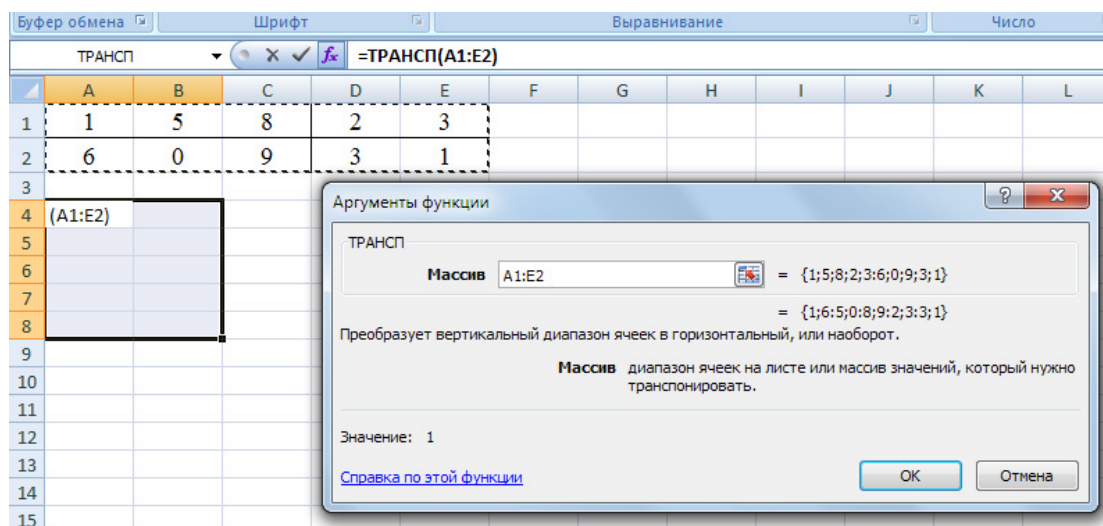 Буфер обмена Шрифт Выравнивание Число
ТРАНСП fx =ТРАНСП(A1:E2)
A B C D E F G H I J K L
1 1 5 8 2 3
2 6 0 9 3 1
3
4 (A1:E2)
5
6
7
8
9
10
11
12
13
14
15
Аргументы функции
ТРАНСП
Массив A1:E2 = {1;5;8;2;3:6;0;9;3;1}
= {1;6:5;0:8;9:2;3:3;1}
Преобразует вертикальный диапазон ячеек в горизонтальный, или наоборот.
Массив диапазон ячеек на листе или массив значений, который нужно
транспонировать.
Значение: 1
Справка по этой функции OK Отмена